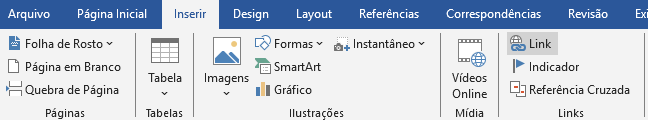 Arquivo Página Inicial Inserir Design Layout Referências Correspondências Revisão Exi
Folha de Rosto
Página em Branco
Quebra de Página
Páginas
Tabela
Tabelas
Imagens
Formas
SmartArt
Gráfico
Instantâneo
Ilustrações
Vídeos
Online
Mídia
Link
Indicador
Referência Cruzada
Links